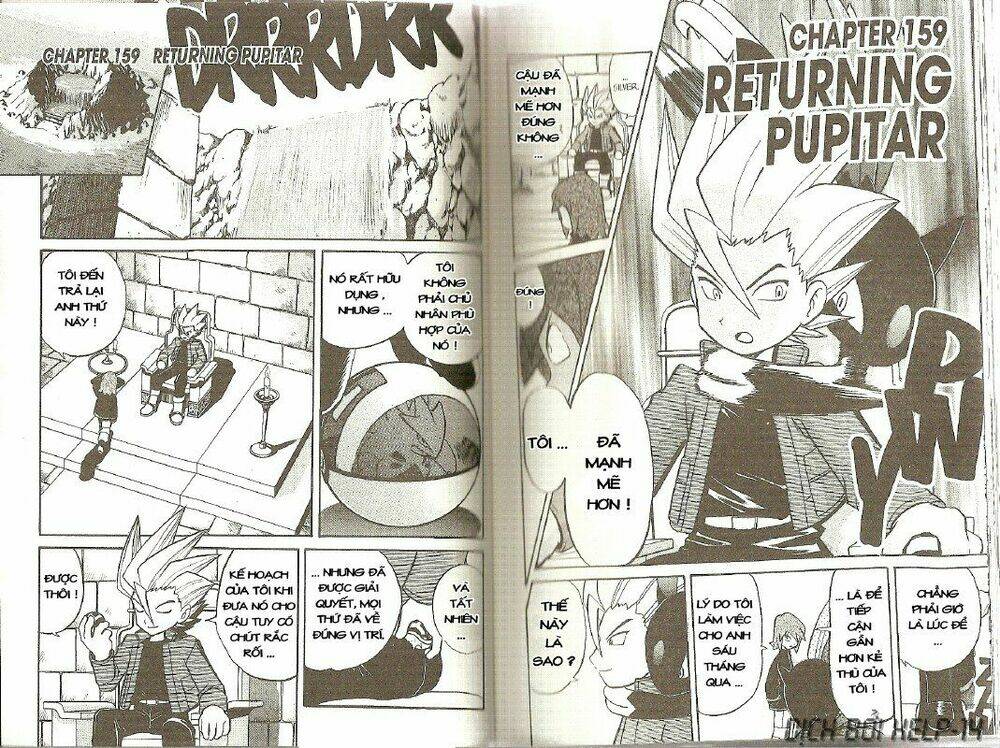 CHAPTER 159
RETURNING
PUPITAR
...
SILVER,
CẬU ĐÃ
MẠNH
MẼ HƠN
ĐÚNG
KHÔNG
...
ĐÚNG
!
TÔI ...
ĐÃ
MẠNH
MẼ
HƠN !
CHẲNG
PHẢI GIỜ
LÀ LÚC ĐỂ
...
... LÀ ĐỂ
TIẾP
CẬN
GẦN
HƠN KẺ
THÙ CỦA
TÔI !
LÝ DO TÔI
LÀM VIỆC
CHO ANH
SÁU
THÁNG
QUA ...
THẾ
NÀY
LÀ
SAO ?
CHAPTER 159 RETURNING PUPITAR
DRRRDRR
TÔI
KHÔNG
PHẢI CHỦ
NHÂN PHÙ
HỢP CỦA
NÓ !
NÓ RẤT HỮU
DỤNG ,
NHƯNG ...
TÔI ĐẾN
TRẢ LẠI
ANH THỨ
NÀY !
VÀ
TẤT
NHIÊN
...
... NHƯNG ĐÃ
ĐƯỢC GIẢI
QUYẾT, MỌI
THỨ ĐÃ VỀ
ĐÚNG VỊ TRÍ.
KẾ HOẠCH
CỦA TÔI KHI
ĐƯA NÓ CHO
CẬU TUY CÓ
CHÚT RẮC
RỐI ...
ĐƯỢC
THÔI !
DỊCH BỞI HELP-14